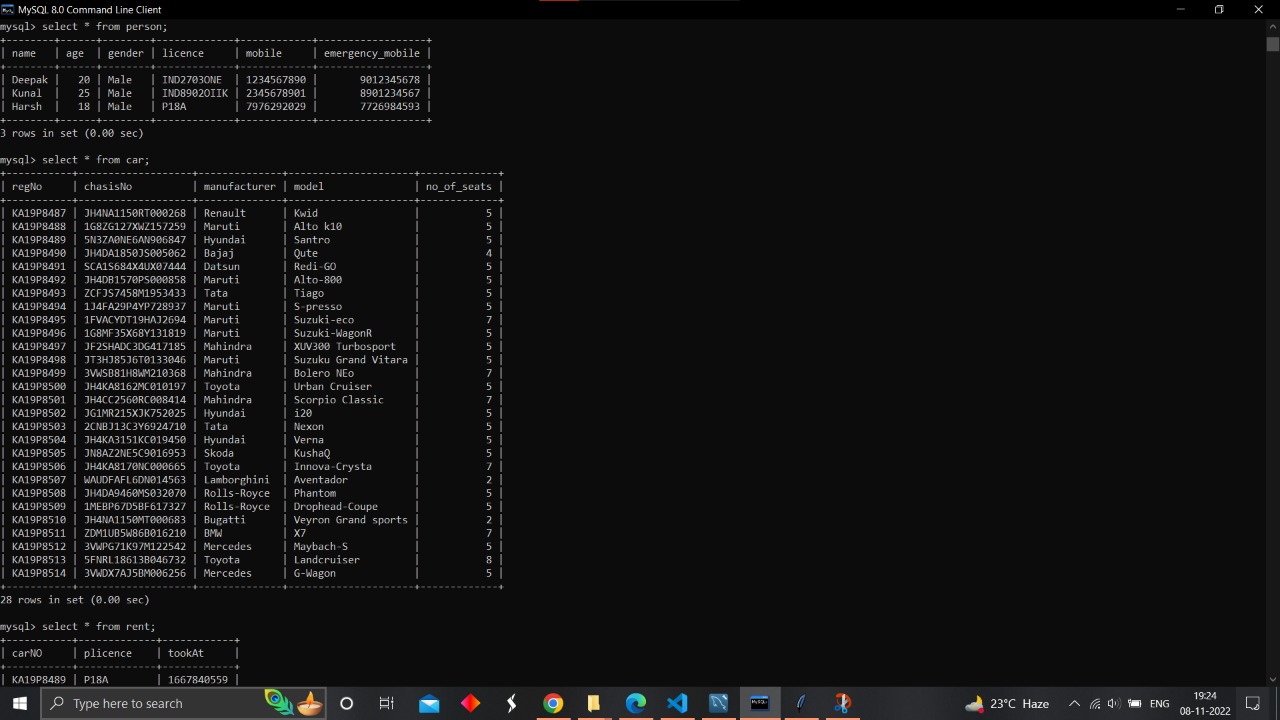 MySQL 8.0 Command Line Client
mysql> select * from person;
+--------+------+--------+-------------+------------+------------------+
| name   | age  | gender | licence     | mobile     | emergency_mobile |
+--------+------+--------+-------------+------------+------------------+
| Deepak |   20 | Male   | IND2703ONE  | 1234567890 |       9012345678 |
| Kunal  |   25 | Male   | IND8902OIIK | 2345678901 |       8901234567 |
| Harsh  |   18 | Male   | P18A        | 7976292029 |       7726984593 |
+--------+------+--------+-------------+------------+------------------+
3 rows in set (0.00 sec)
mysql> select * from car;
+-----------+-------------------+--------------+---------------------+-------------+
| regNo     | chasisNo          | manufacturer | model               | no_of_seats |
+-----------+-------------------+--------------+---------------------+-------------+
| KA19P8487 | JH4NA1150RT000268 | Renault      | Kwid                |           5 |
| KA19P8488 | 1G8ZG127XWZ157259 | Maruti       | Alto k10            |           5 |
| KA19P8489 | 5N3ZA0NE6AN906847 | Hyundai      | Santro              |           5 |
| KA19P8490 | JH4DA1850JS005062 | Bajaj        | Qute                |           4 |
| KA19P8491 | SCA1S684X4UX07444 | Datsun       | Redi-GO             |           5 |
| KA19P8492 | JH4DB1570PS000858 | Maruti       | Alto-800            |           5 |
| KA19P8493 | ZCFJS7458M1953433 | Tata         | Tiago               |           5 |
| KA19P8494 | 1J4FA29P4YP728937 | Maruti       | S-presso            |           5 |
| KA19P8495 | 1FVACYDT19HAJ2694 | Maruti       | Suzuki-eco          |           7 |
| KA19P8496 | 1G8MF35X68Y131819 | Maruti       | Suzuki-WagonR       |           5 |
| KA19P8497 | JF2SHADC3DG417185 | Mahindra     | XUV300 Turbosport   |           5 |
| KA19P8498 | JT3HJ85J6T0133046 | Maruti       | Suzuku Grand Vitara |           5 |
| KA19P8499 | 3VWSB81H8WM210368 | Mahindra     | Bolero NEo          |           7 |
| KA19P8500 | JH4KA8162MC010197 | Toyota       | Urban Cruiser       |           5 |
| KA19P8501 | JH4CC2560RC008414 | Mahindra     | Scorpio Classic     |           7 |
| KA19P8502 | JG1MR215XJK752025 | Hyundai      | i20                 |           5 |
| KA19P8503 | 2CNBJ13C3Y6924710 | Tata         | Nexon               |           5 |
| KA19P8504 | JH4KA3151KC019450 | Hyundai      | Verna               |           5 |
| KA19P8505 | JN8AZ2NE5C9016953 | Skoda        | KushaQ              |           5 |
| KA19P8506 | JH4KA8170NC000665 | Toyota       | Innova-Crysta       |           7 |
| KA19P8507 | WAUDFAFL6DN014563 | Lamborghini  | Aventador           |           2 |
| KA19P8508 | JH4DA9460MS032070 | Rolls-Royce  | Phantom             |           5 |
| KA19P8509 | 1MEBP67D5BF617327 | Rolls-Royce  | Drophead-Coupe      |           5 |
| KA19P8510 | JH4NA1150MT000683 | Bugatti      | Veyron Grand sports |           2 |
| KA19P8511 | ZDM1UB5W86B016210 | BMW          | X7                  |           7 |
| KA19P8512 | 3VWPG71K97M122542 | Mercedes     | Maybach-S           |           5 |
| KA19P8513 | 5FNRL18613B046732 | Toyota       | Landcruiser         |           8 |
| KA19P8514 | 3VWDX7AJ5BM006256 | Mercedes     | G-Wagon             |           5 |
+-----------+-------------------+--------------+---------------------+-------------+
28 rows in set (0.00 sec)
mysql> select * from rent;
+-----------+------------+------------+
| carNO     | plicence   | tookAt     |
+-----------+------------+------------+
| KA19P8489 | P18A       | 1667840559 |
Type here to search
23°C Haze
ENG
19:24
08-11-2022